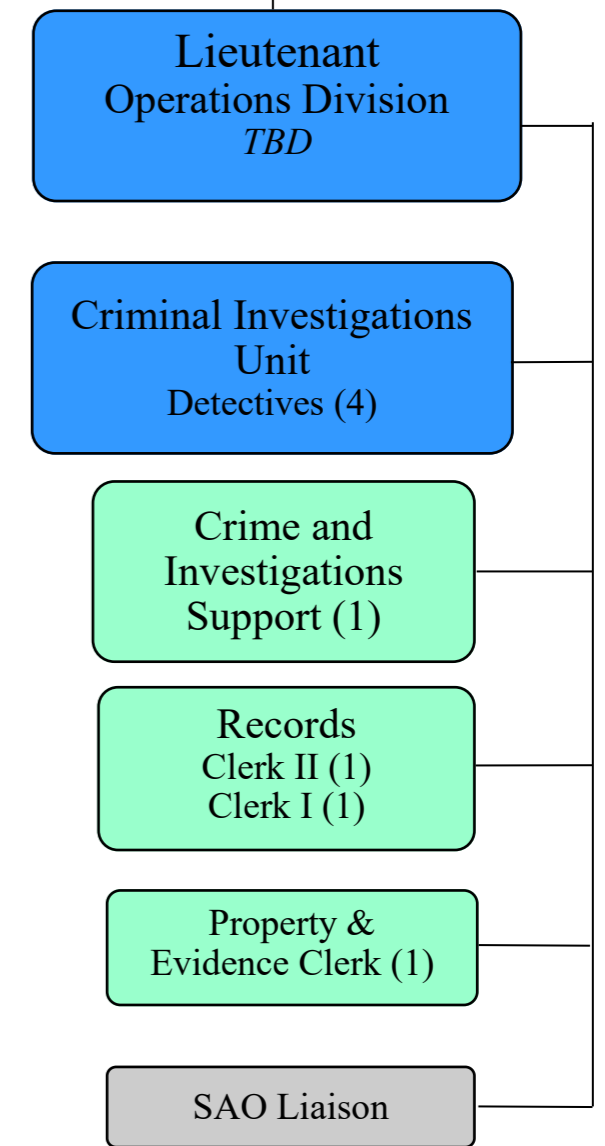 Lieutenant
Operations Division
TBD
Criminal Investigations
Unit
Detectives (4)
Crime and
Investigations
Support (1)
Records
Clerk II (1)
Clerk I (1)
Property &
Evidence Clerk (1)
SAO Liaison